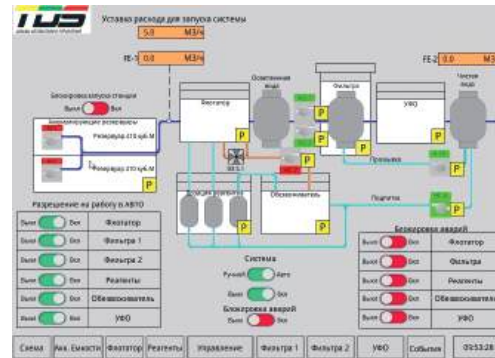 TOS
Уставка расхода для запуска системы
5.0 М3/ч
FE-1 0.0 М3/ч
FE-2 0.0 М3/ч
Осветленная вода
Чистая вода
Блокировка запуска станции
Выкл Вкл
Флотатор
Фильтра
УФО
Резервуар 210 куб.М
Резервуар 210 куб.М
P
P
P
P
P
P
P
P
P
P
Промывка
Подпитка
Обезвоживатель
Разрешение на работу в АВТО
Выкл Вкл Флотатор
Выкл Вкл Фильтра 1
Выкл Вкл Фильтра 2
Выкл Вкл Реагенты
Выкл Вкл Обезвоживатель
Выкл Вкл УФО
Система
Ручной Авто
Выкл Вкл
Блокировка аварий
Выкл Вкл
Блокировка аварий
Выкл Вкл Флотатор
Выкл Вкл Фильтра
Выкл Вкл Реагенты
Выкл Вкл Обезвоживатель
Выкл Вкл УФО
Схема Акк. Емкости Флотатор Реагенты Управление Фильтра 1 Фильтра 2 УФО События 09:53:28